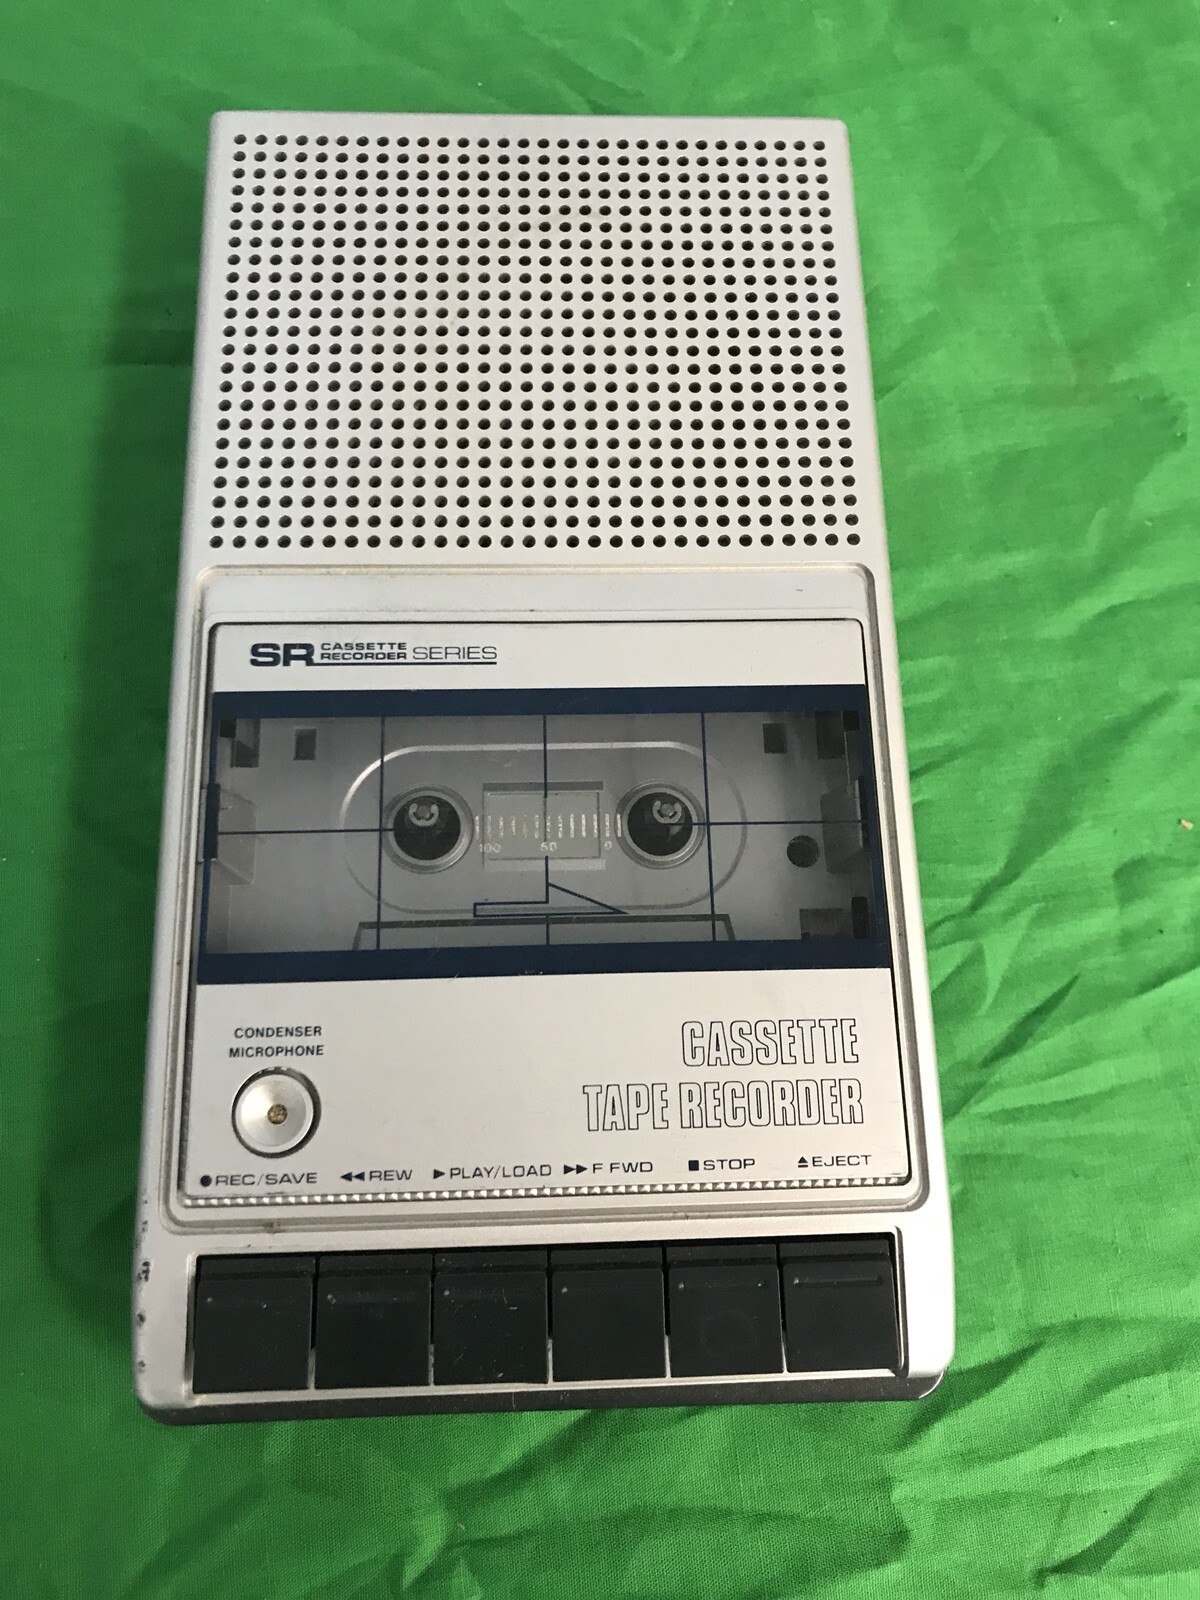 SR CASSETTE RECORDER SERIES
100 50 0
CONDENSER
MICROPHONE
CASSETTE
TAPE RECORDER
●REC/SAVE ◀◀REW ▶PLAY/LOAD ▶▶F FWD ■STOP ▲EJECT